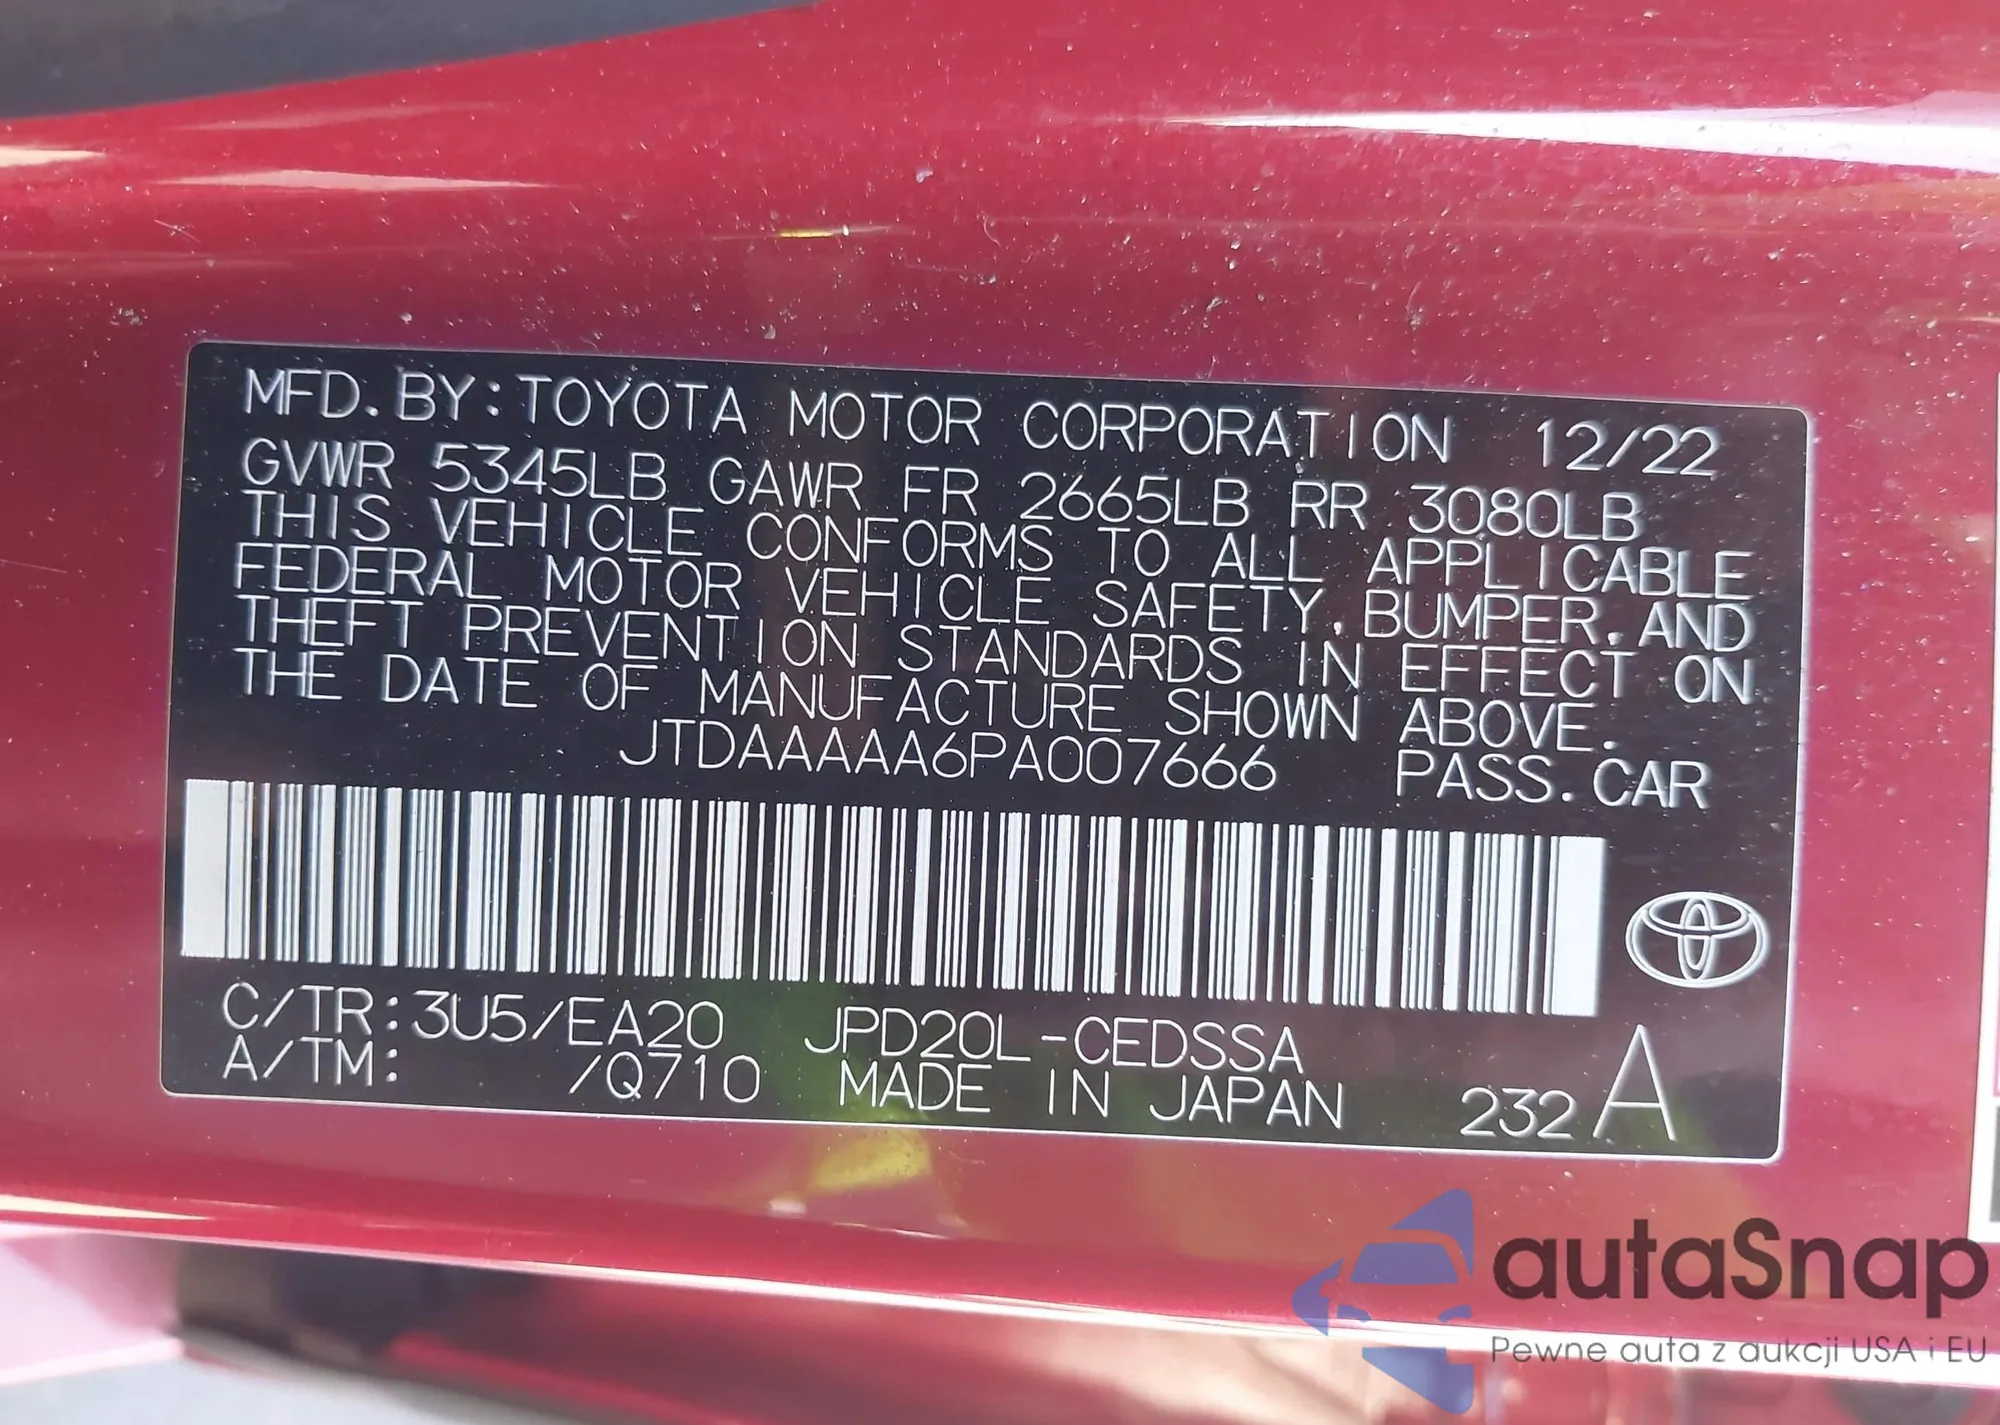 MFD.BY:TOYOTA MOTOR CORPORATION 12/22
GVWR 5345LB GAWR FR 2665LB RR 3080LB
THIS VEHICLE CONFORMS TO ALL APPLICABLE
FEDERAL MOTOR VEHICLE SAFETY,BUMPER,AND
THEFT PREVENTION STANDARDS IN EFFECT ON
THE DATE OF MANUFACTURE SHOWN ABOVE.
JTDAAAAA6PA007666 PASS.CAR
C/TR:3U5/EA20 JPD20L-CEDSSA
A/TM: /Q710 MADE IN JAPAN 232 A
autaSnap
Pewne auta z aukcji USA i EU